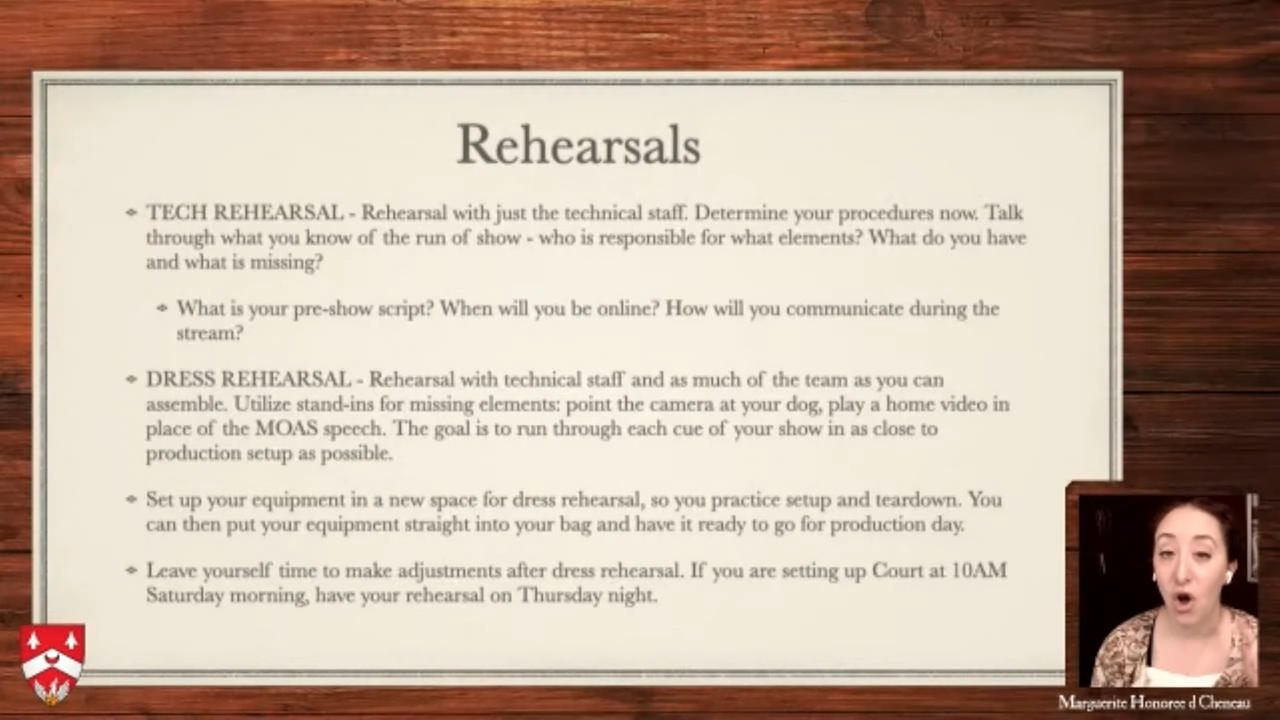 Rehearsals
TECH REHEARSAL - Rehearsal with just the technical staff. Determine your procedures now. Talk
through what you know of the run of show - who is responsible for what elements? What do you have
and what is missing?
What is your pre-show script? When will you be online? How will you communicate during the
stream?
DRESS REHEARSAL - Rehearsal with technical staff and as much of the team as you can
assemble. Utilize stand-ins for missing elements: point the camera at your dog, play a home video in
place of the MOAS speech. The goal is to run through each cue of your show in as close to
production setup as possible.
Set up your equipment in a new space for dress rehearsal, so you practice setup and teardown. You
can then put your equipment straight into your bag and have it ready to go for production day.
Leave yourself time to make adjustments after dress rehearsal. If you are setting up Court at 10AM
Saturday morning, have your rehearsal on Thursday night.
Marguerite Honoree d Cheneau